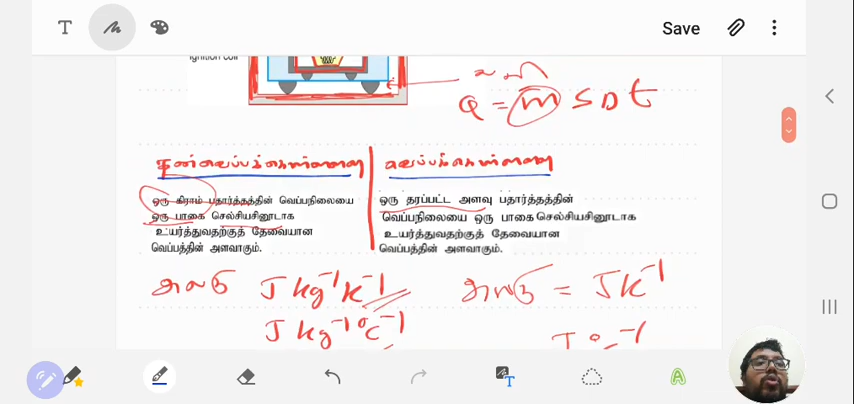 T
Save
Ignition coil
வளி
Q = m S D t
தன்வெப்பக்கொள்ளளவு
வெப்பக்கொள்ளளவு
ஒரு கிராம் பதார்த்தத்தின் வெப்பநிலையை
ஒரு பாகை செல்சியசினூடாக
உயர்த்துவதற்குத் தேவையான
வெப்பத்தின் அளவாகும்.
ஒரு தரப்பட்ட அளவு பதார்த்தத்தின்
வெப்பநிலையை ஒரு பாகை செல்சியசினூடாக
உயர்த்துவதற்குத் தேவையான
வெப்பத்தின் அளவாகும்.
அலகு J kg⁻¹ K⁻¹
J kg⁻¹ °C⁻¹
அலகு = J K⁻¹
J °C⁻¹
T
A